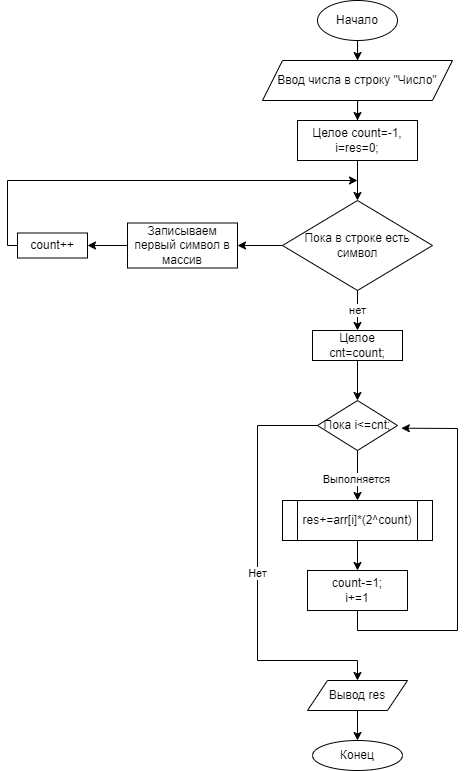 Начало
Ввод числа в строку "Число"
Целое count=-1,
i=res=0;
Пока в строке есть
символ
Записываем
первый символ в
массив
count++
нет
Целое
cnt=count;
Пока i<=cnt;
Выполняется
res+=arr[i]*(2^count)
count-=1;
i+=1
Нет
Вывод res
Конец